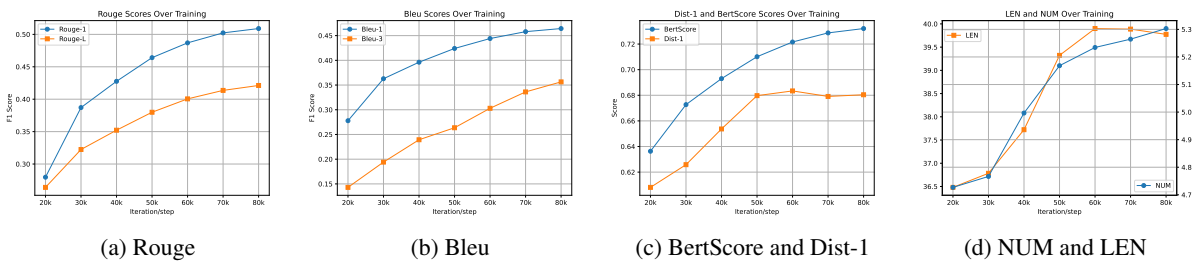 Rouge Scores Over Training
Rouge-1
Rouge-L
F1 Score
0.50
0.45
0.40
0.35
0.30
20k 30k 40k 50k 60k 70k 80k
Iteration/step
(a) Rouge
Bleu Scores Over Training
Bleu-1
Bleu-3
F1 Score
0.45
0.40
0.35
0.30
0.25
0.20
0.15
20k 30k 40k 50k 60k 70k 80k
Iteration/step
(b) Bleu
Dist-1 and BertScore Scores Over Training
BertScore
Dist-1
Score
0.72
0.70
0.68
0.66
0.64
0.62
20k 30k 40k 50k 60k 70k 80k
Iteration/step
(c) BertScore and Dist-1
LEN and NUM Over Training
LEN
NUM
40.0
39.5
39.0
38.5
38.0
37.5
37.0
36.5
5.3
5.2
5.1
5.0
4.9
4.8
4.7
20k 30k 40k 50k 60k 70k 80k
Iteration/step
(d) NUM and LEN